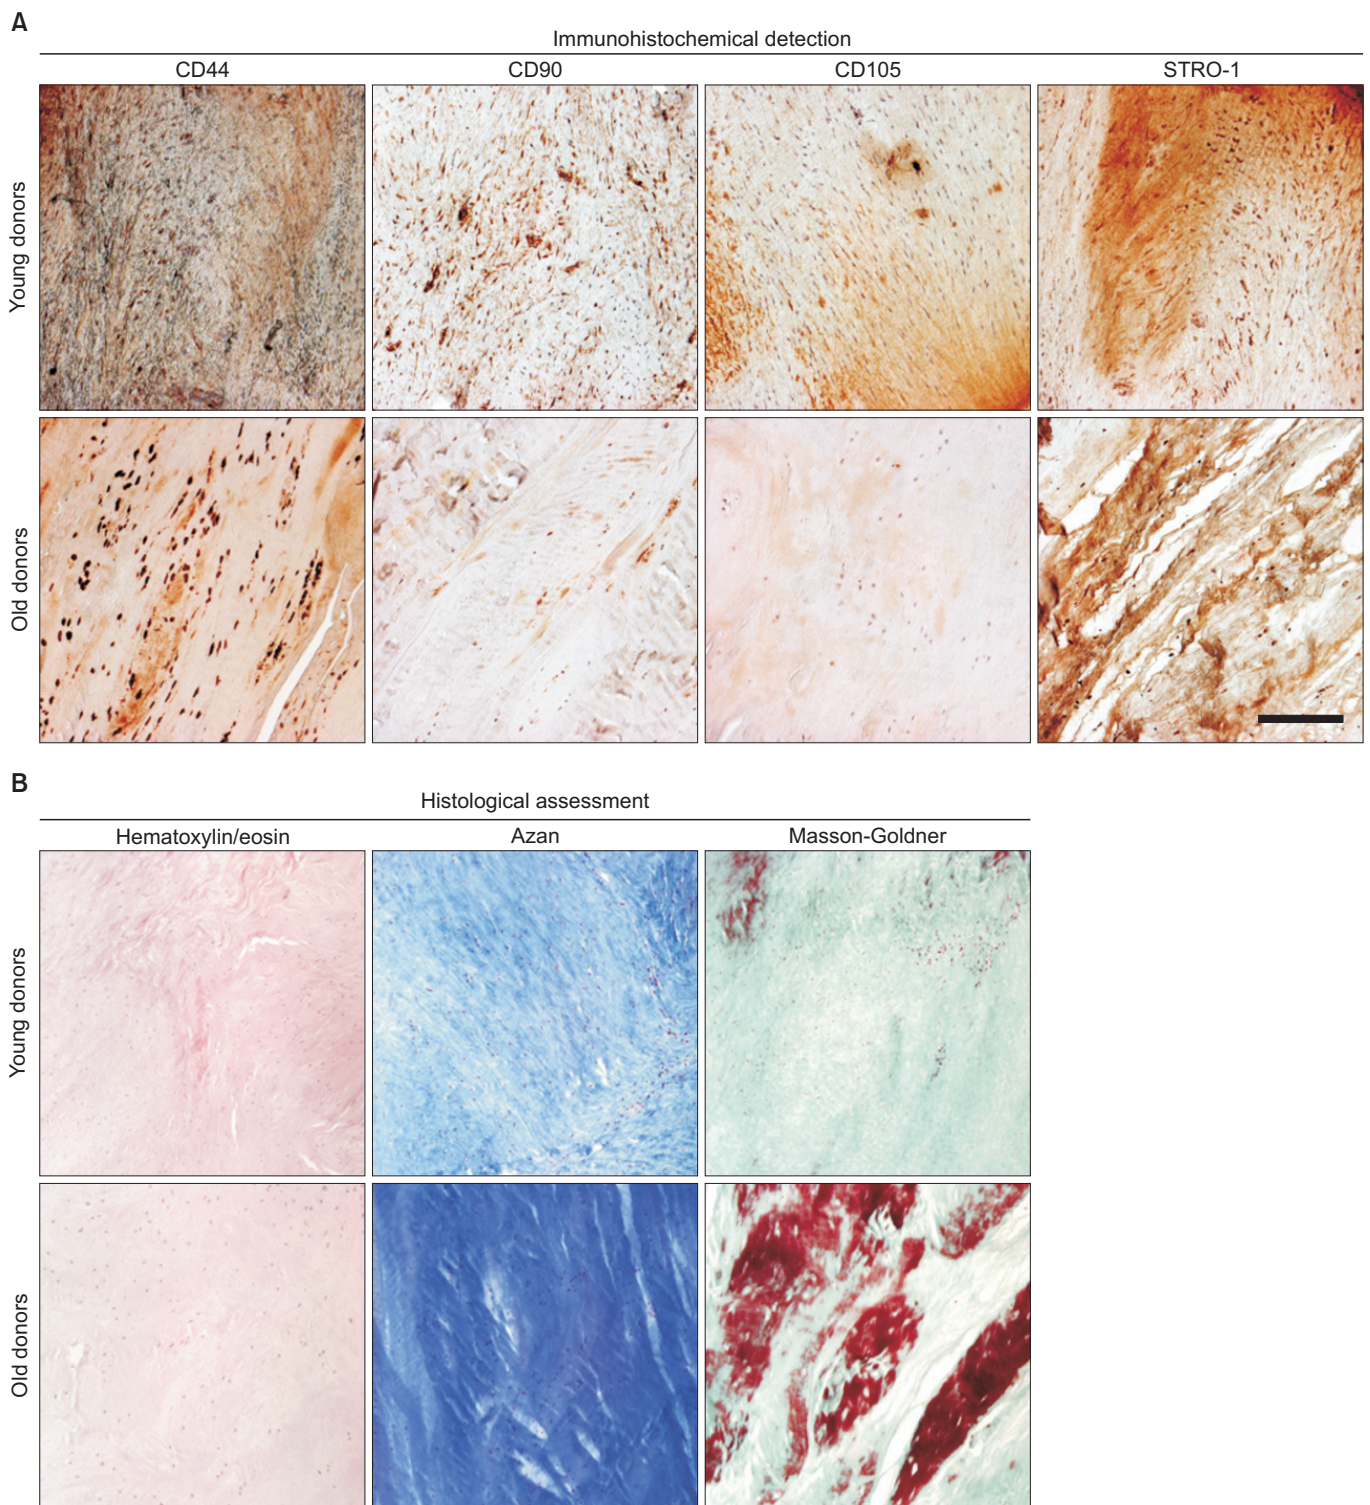 A
Immunohistochemical detection
CD44 CD90 CD105 STRO-1
Young donors
Old donors
B
Histological assessment
Hematoxylin/eosin Azan Masson-Goldner
Young donors
Old donors